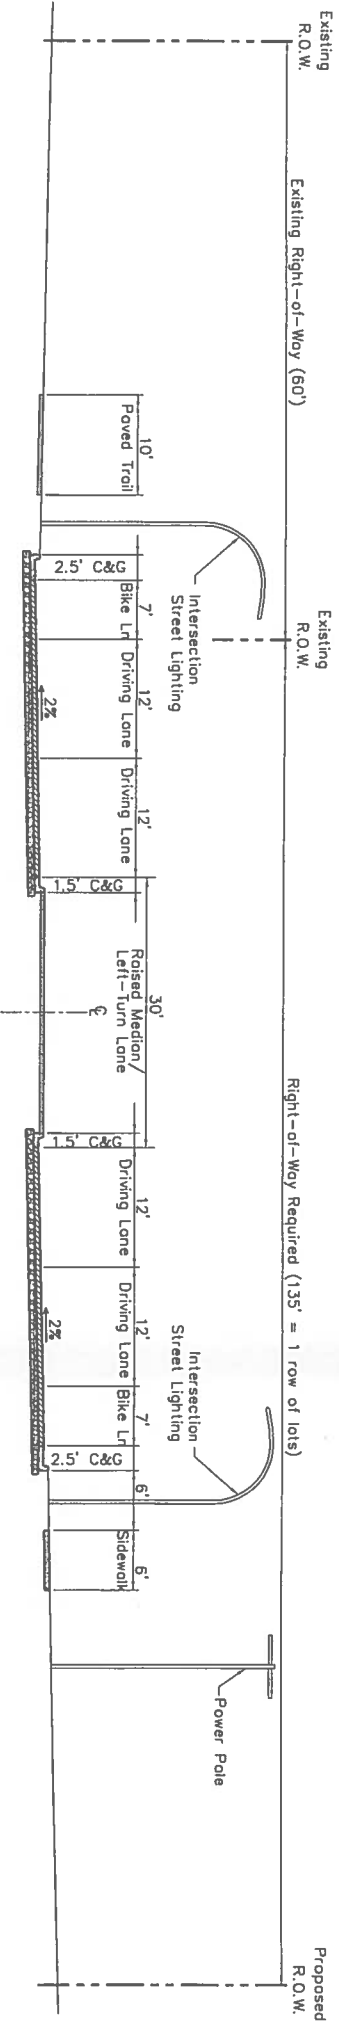 Existing
R.O.W.
Existing Right-of-Way (60')
Existing
R.O.W.
Right-of-Way Required (135' = 1 row of lots)
Proposed
R.O.W.
Intersection
Street Lighting
Intersection
Street Lighting
Power Pole
10'
Paved Trail
2.5' C&G
7'
Bike Ln
12'
Driving Lane
12'
Driving Lane
1.5' C&G
30'
Raised Median/
Left-Turn Lane
1.5' C&G
12'
Driving Lane
12'
Driving Lane
7'
Bike Ln
2.5' C&G
6'
6'
Sidewalk
2%
℄
2%